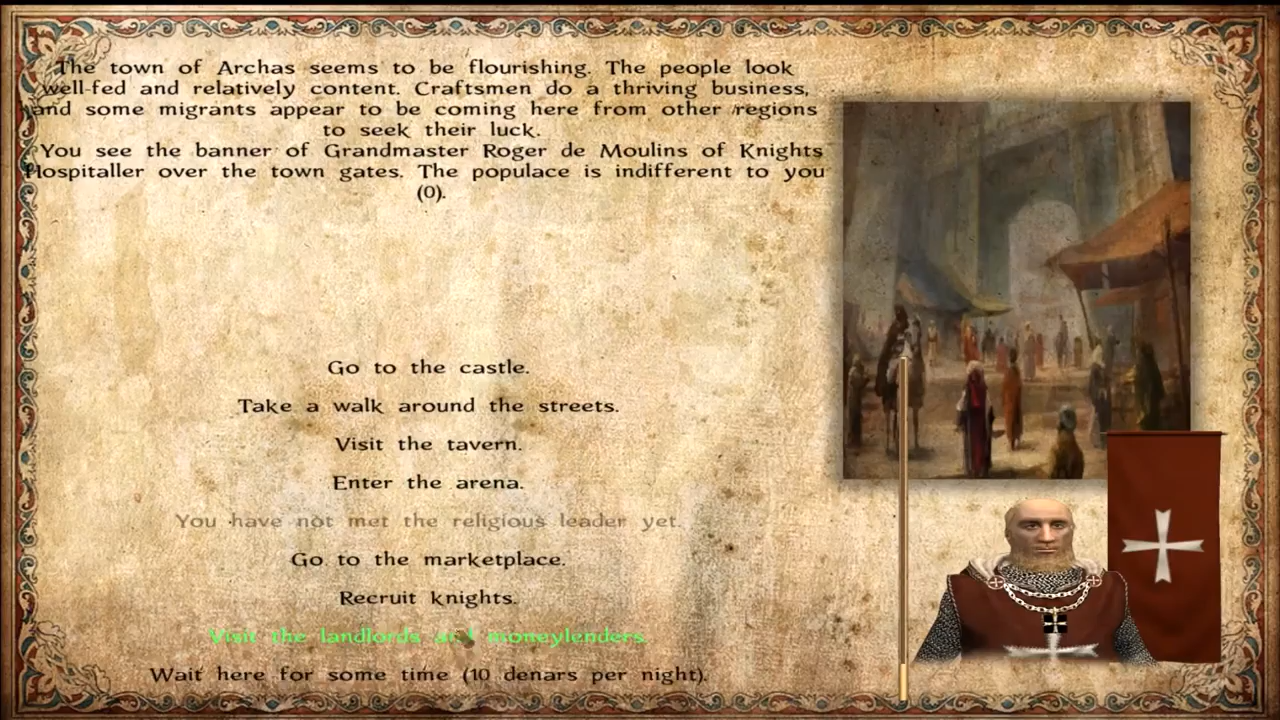 The town of Archas seems to be flourishing. The people look
well-fed and relatively content. Craftsmen do a thriving business,
and some migrants appear to be coming here from other regions
to seek their luck.
You see the banner of Grandmaster Roger de Moulins of Knights
Hospitaller over the town gates. The populace is indifferent to you
(0).
Go to the castle.
Take a walk around the streets.
Visit the tavern.
Enter the arena.
You have not met the religious leader yet.
Go to the marketplace.
Recruit knights.
Visit the landlords and moneylenders.
Wait here for some time (10 denars per night).